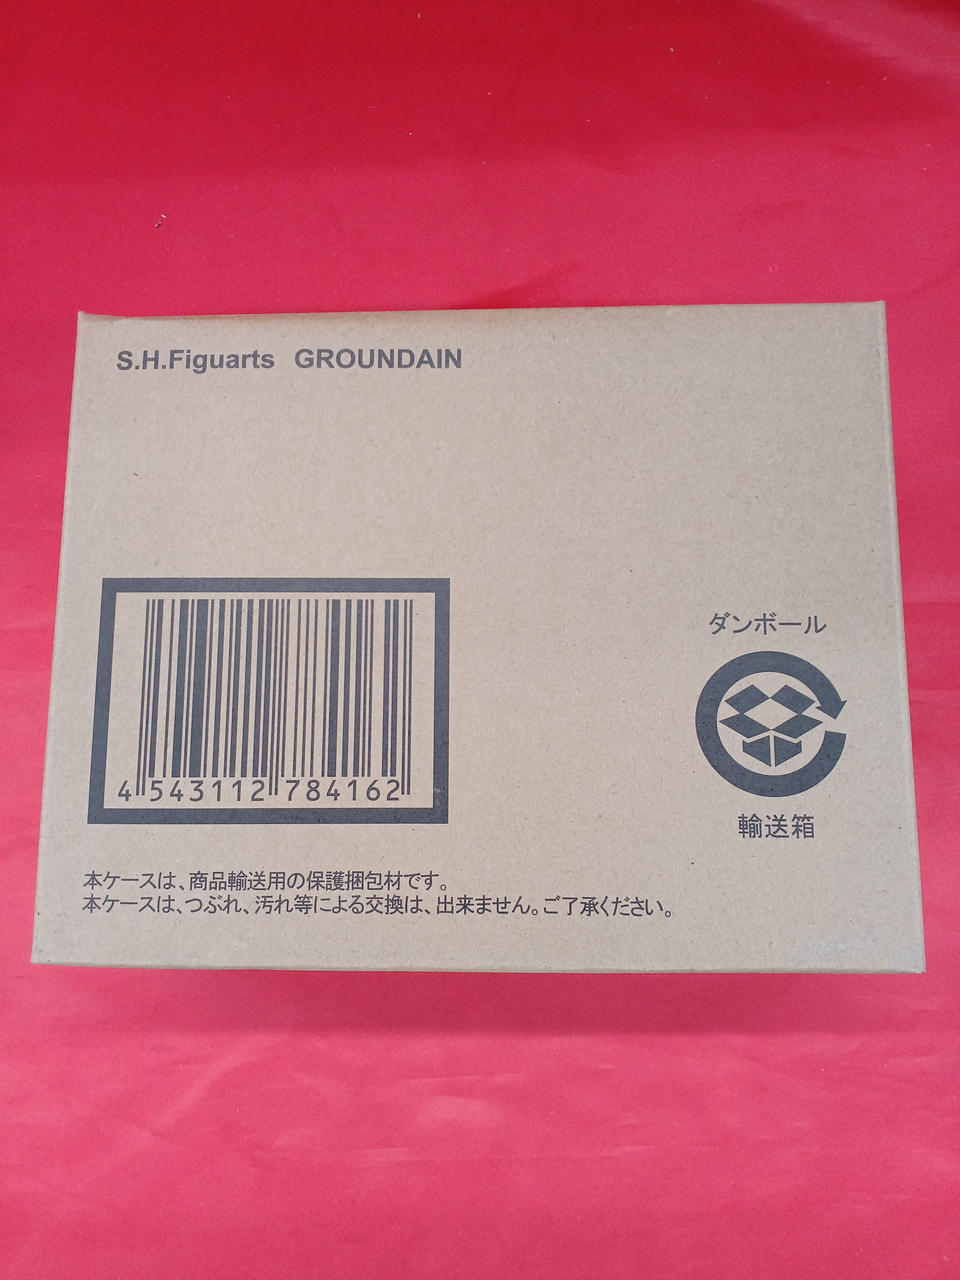 S.H.Figuarts GROUNDAIN
ダンボール
4 543112 784162
輸送箱
本ケースは、商品輸送用の保護捆包材です。
本ケースは、つぶれ、汚れ等による交換は、出来ません。ご了承ください。